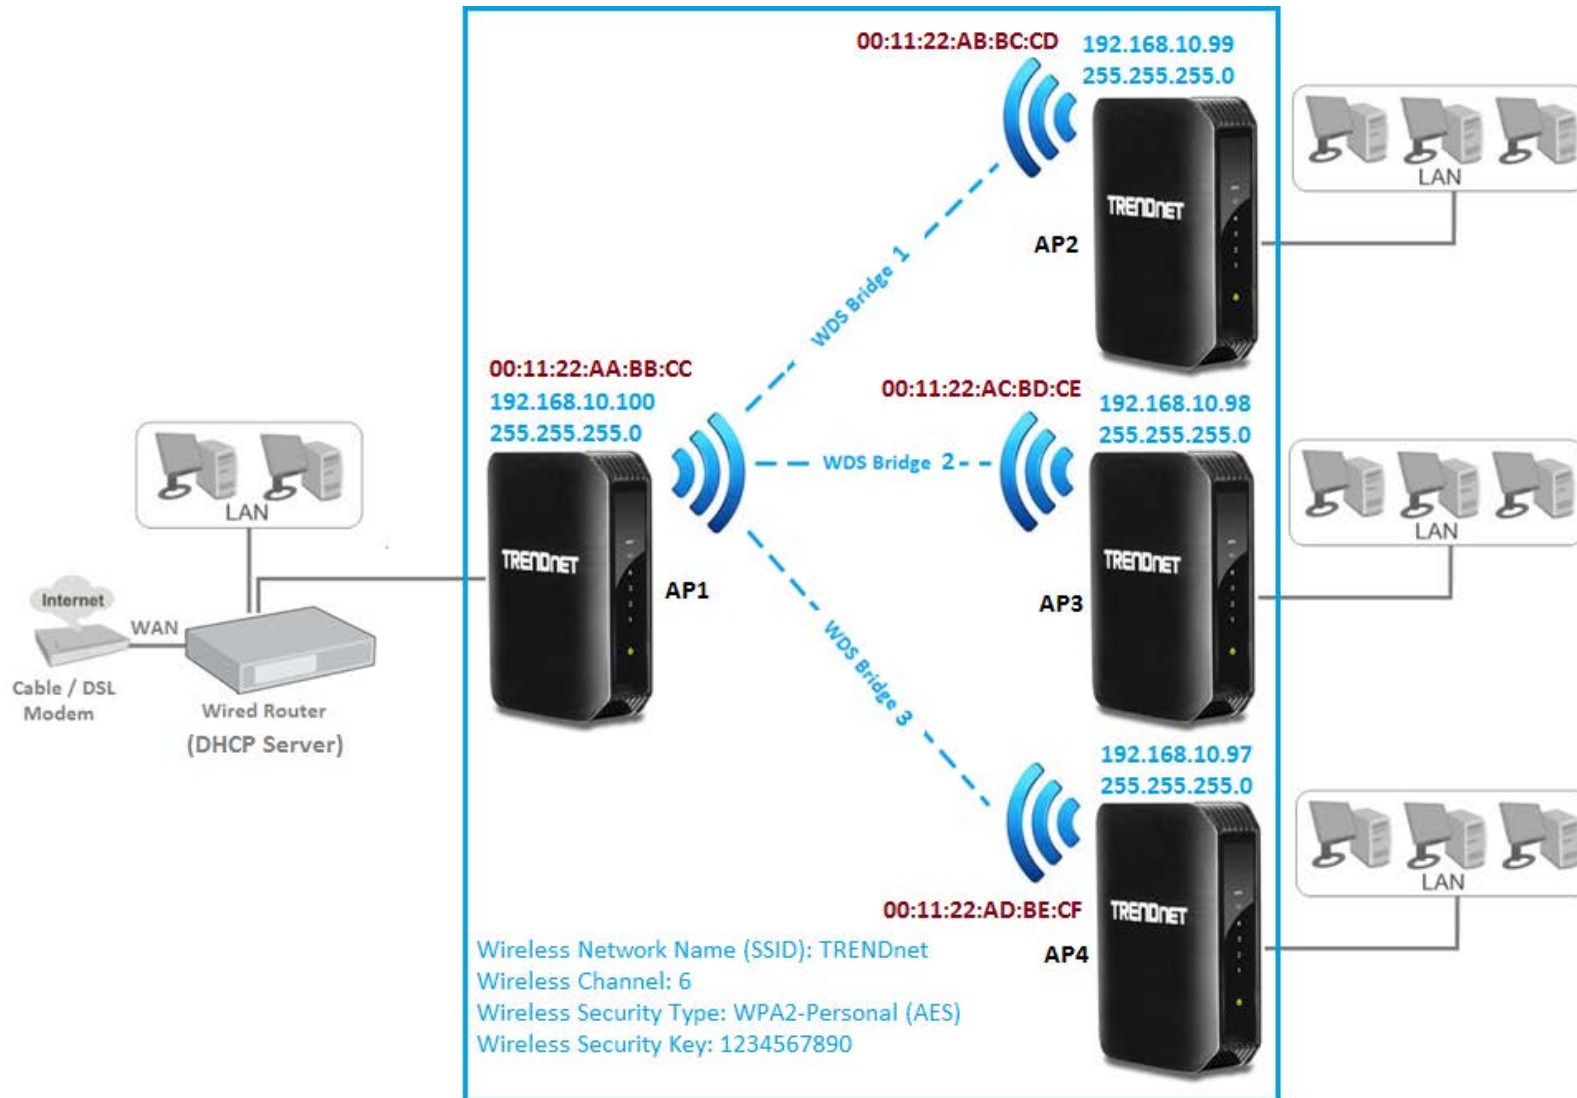 00:11:22:AB:BC:CD
192.168.10.99
255.255.255.0
LAN
TRENDnet
AP2
WDS Bridge 1
00:11:22:AA:BB:CC
192.168.10.100
255.255.255.0
00:11:22:AC:BD:CE
192.168.10.98
255.255.255.0
LAN
WDS Bridge 2
LAN
TRENDnet
AP1
TRENDnet
AP3
Internet
WAN
Cable / DSL
Modem
Wired Router
(DHCP Server)
WDS Bridge 3
192.168.10.97
255.255.255.0
LAN
00:11:22:AD:BE:CF
TRENDnet
AP4
Wireless Network Name (SSID): TRENDnet
Wireless Channel: 6
Wireless Security Type: WPA2-Personal (AES)
Wireless Security Key: 1234567890